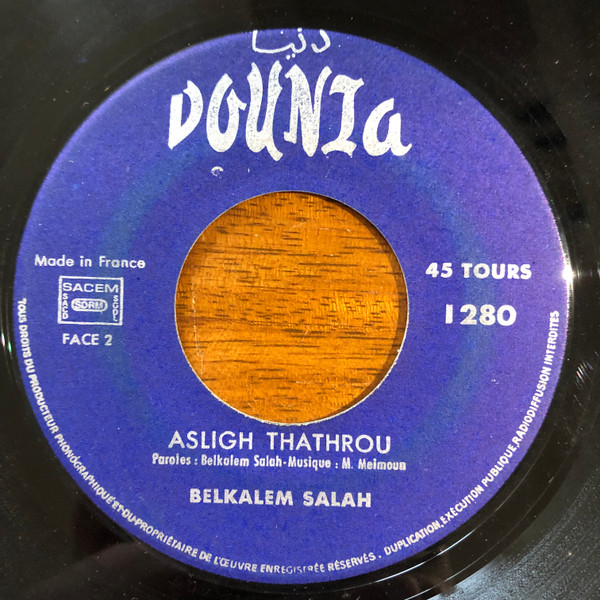 دنيا
DOUNIA
Made in France
45 TOURS
SACEM
SACD
SDRM
SGDL
1280
FACE 2
ASLIGH THATHROU
Paroles : Belkalem Salah - Musique : M. Meimoun
BELKALEM SALAH
TOUS DROITS DU PRODUCTEUR PHONOGRAPHIQUE ET DU PROPRIÉTAIRE DE L'ŒUVRE ENREGISTRÉE RÉSERVÉS. DUPLICATION, EXÉCUTION PUBLIQUE, RADIODIFFUSION INTERDITES